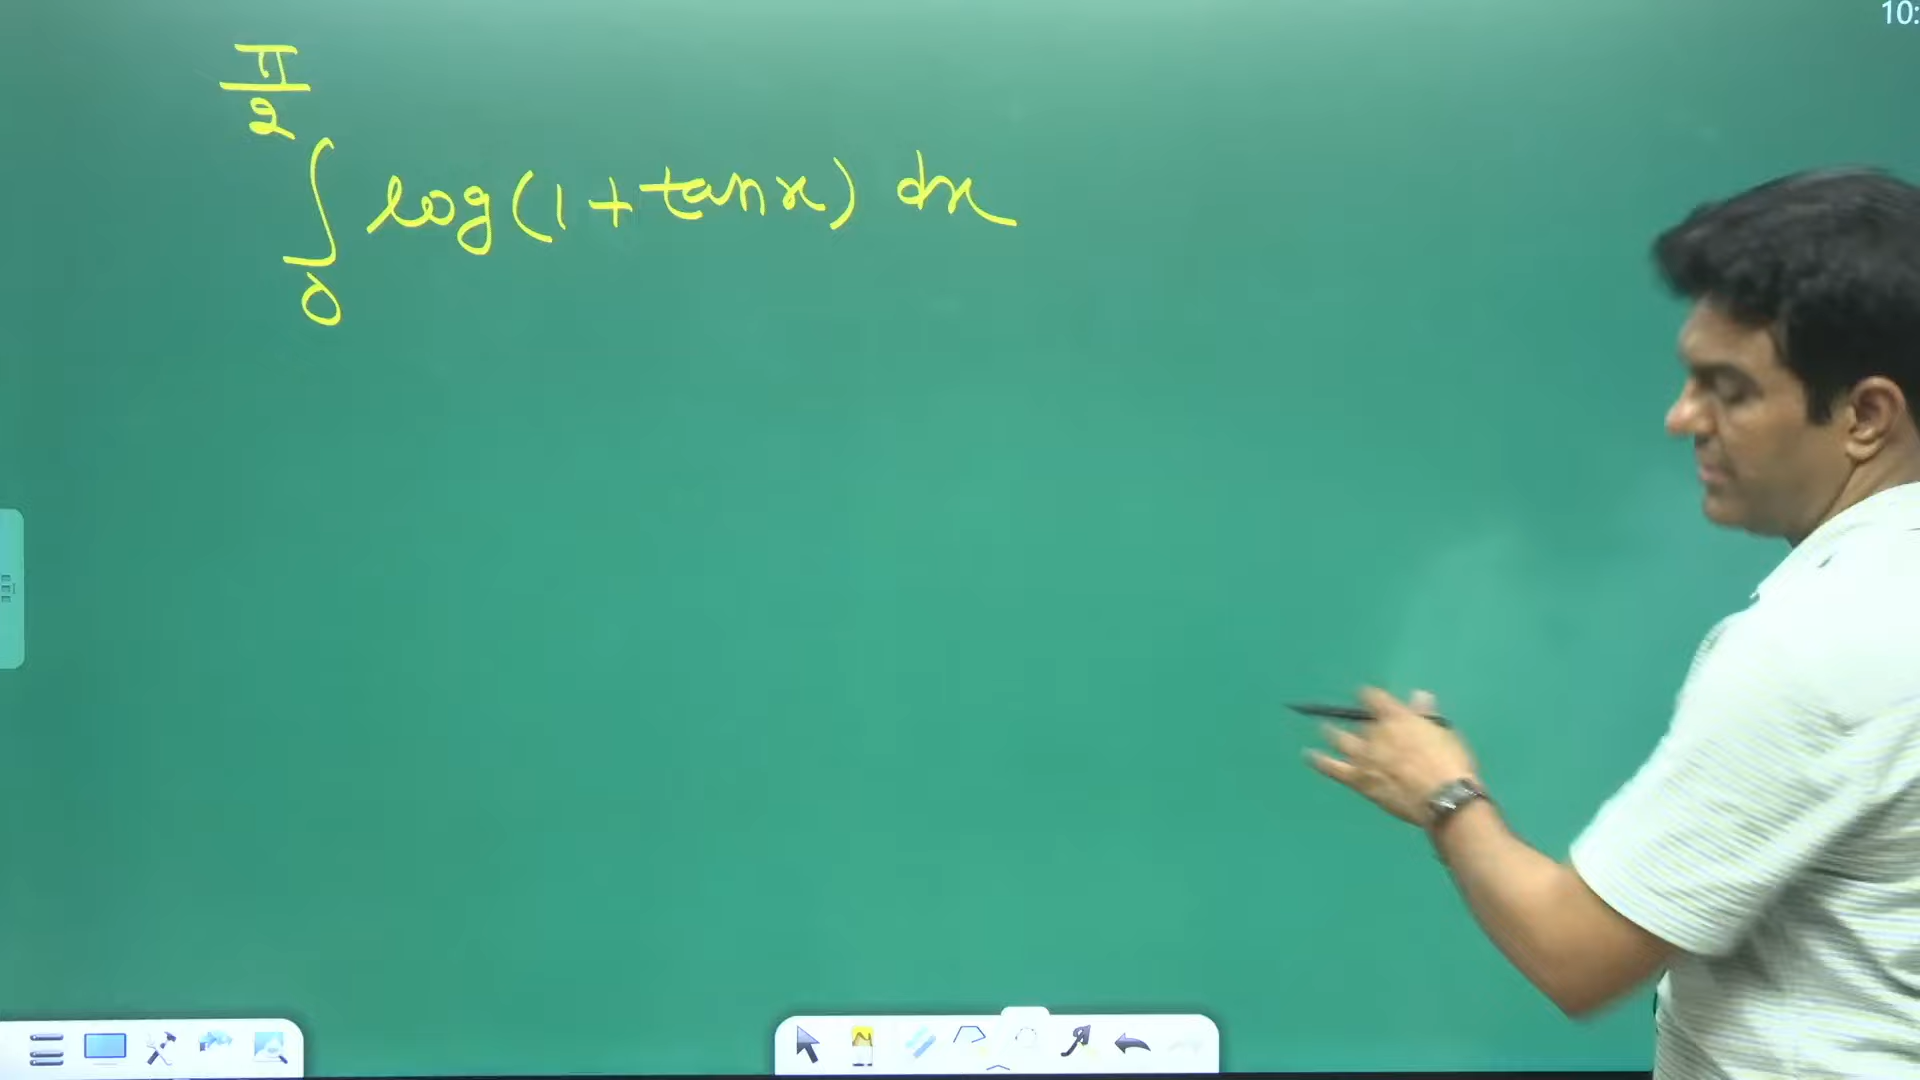 10:
π/2
∫ log(1+tanx) dx
0